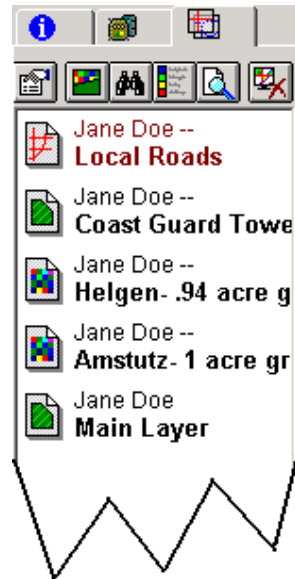 Jane Doe --
Local Roads
Jane Doe --
Coast Guard Towe
Jane Doe --
Helgen- .94 acre g
Jane Doe --
Amstutz- 1 acre gr
Jane Doe
Main Layer